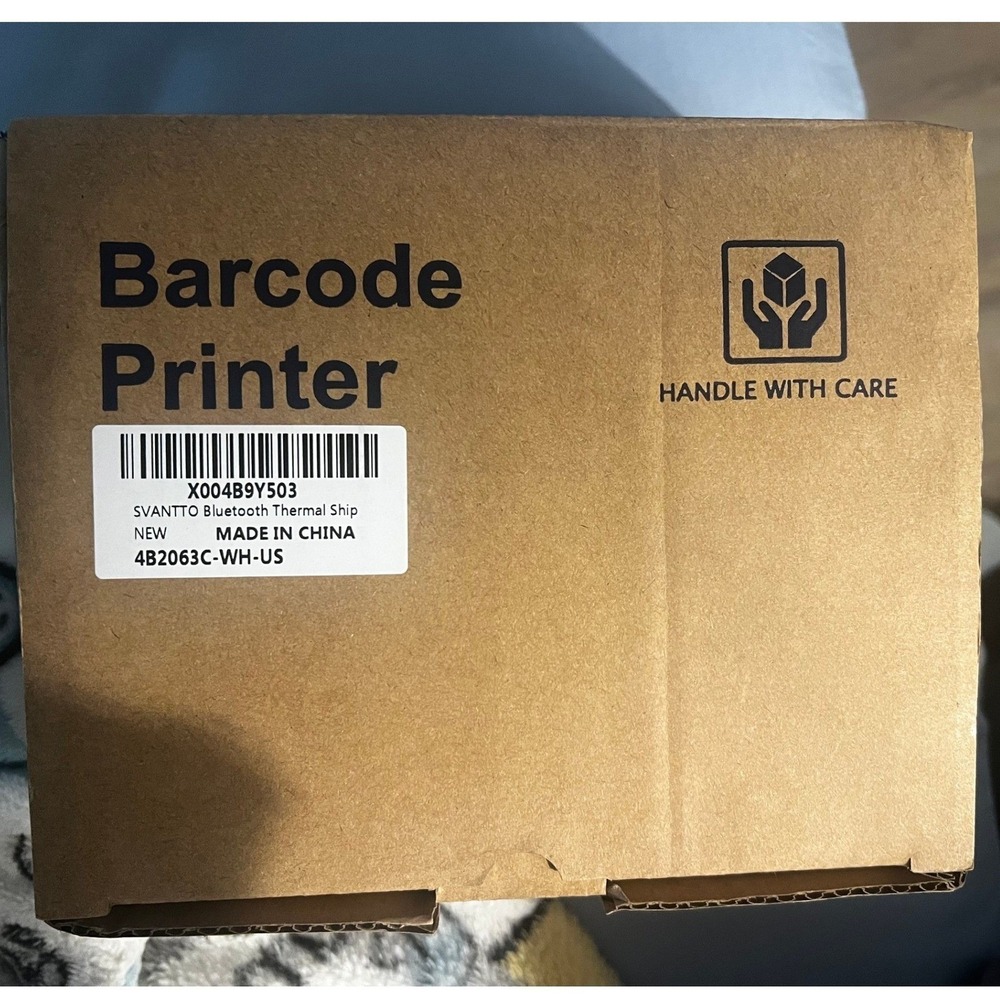 Barcode
Printer
HANDLE WITH CARE
X004B9Y503
SVANTTO Bluetooth Thermal Ship
NEW MADE IN CHINA
4B2063C-WH-US